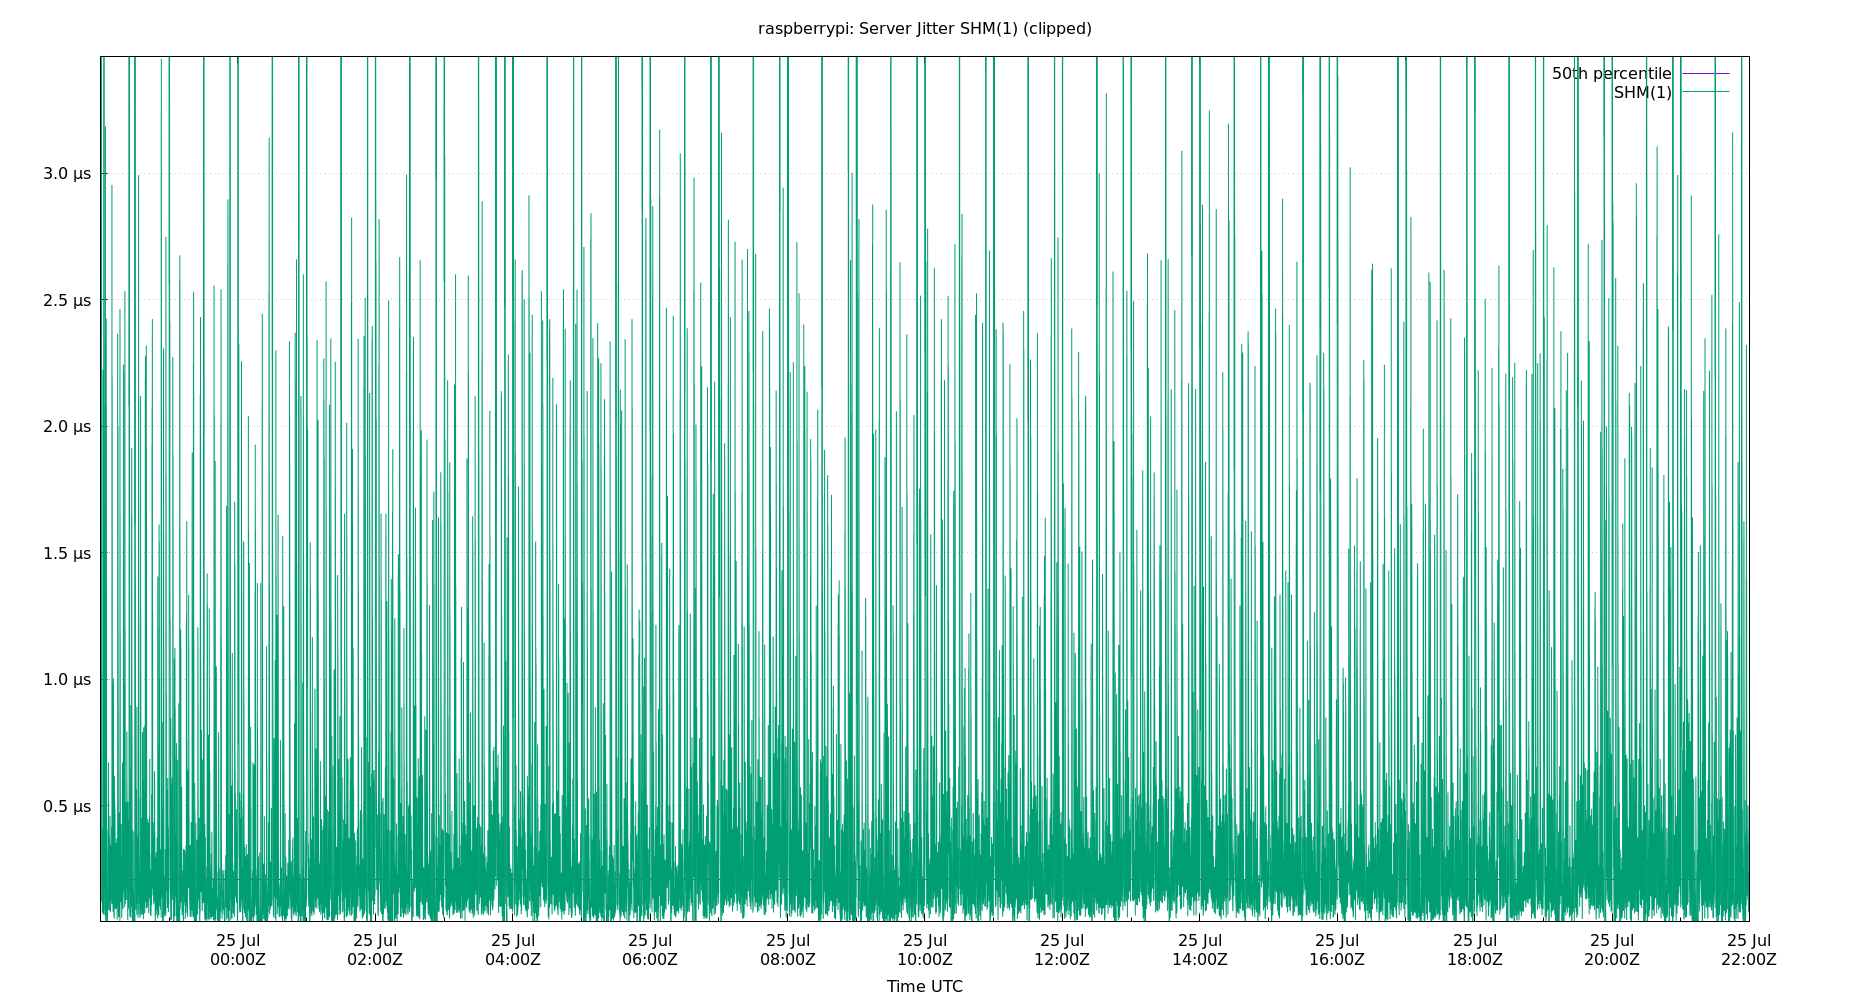 raspberrypi: Server Jitter SHM(1) (clipped)
50th percentile
SHM(1)
3.0 μs
2.5 μs
2.0 μs
1.5 μs
1.0 μs
0.5 μs
25 Jul 25 Jul 25 Jul 25 Jul 25 Jul 25 Jul 25 Jul 25 Jul 25 Jul 25 Jul 25 Jul 25 Jul
00:00Z 02:00Z 04:00Z 06:00Z 08:00Z 10:00Z 12:00Z 14:00Z 16:00Z 18:00Z 20:00Z 22:00Z
Time UTC